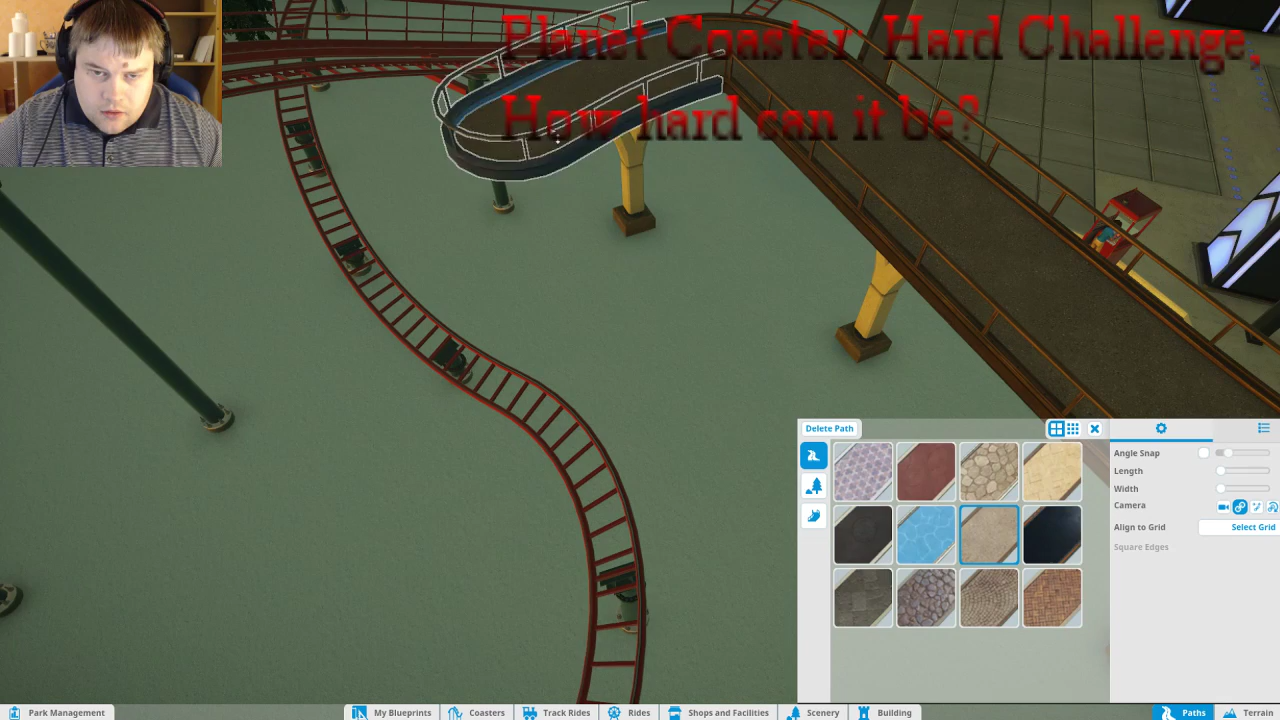 Planet Coaster Hard Challenge,
How hard can it be?
Delete Path
Angle Snap
Length
Width
Camera
Align to Grid
Select Grid
Square Edges
Park Management
My Blueprints
Coasters
Track Rides
Rides
Shops and Facilities
Scenery
Building
Paths
Terrain